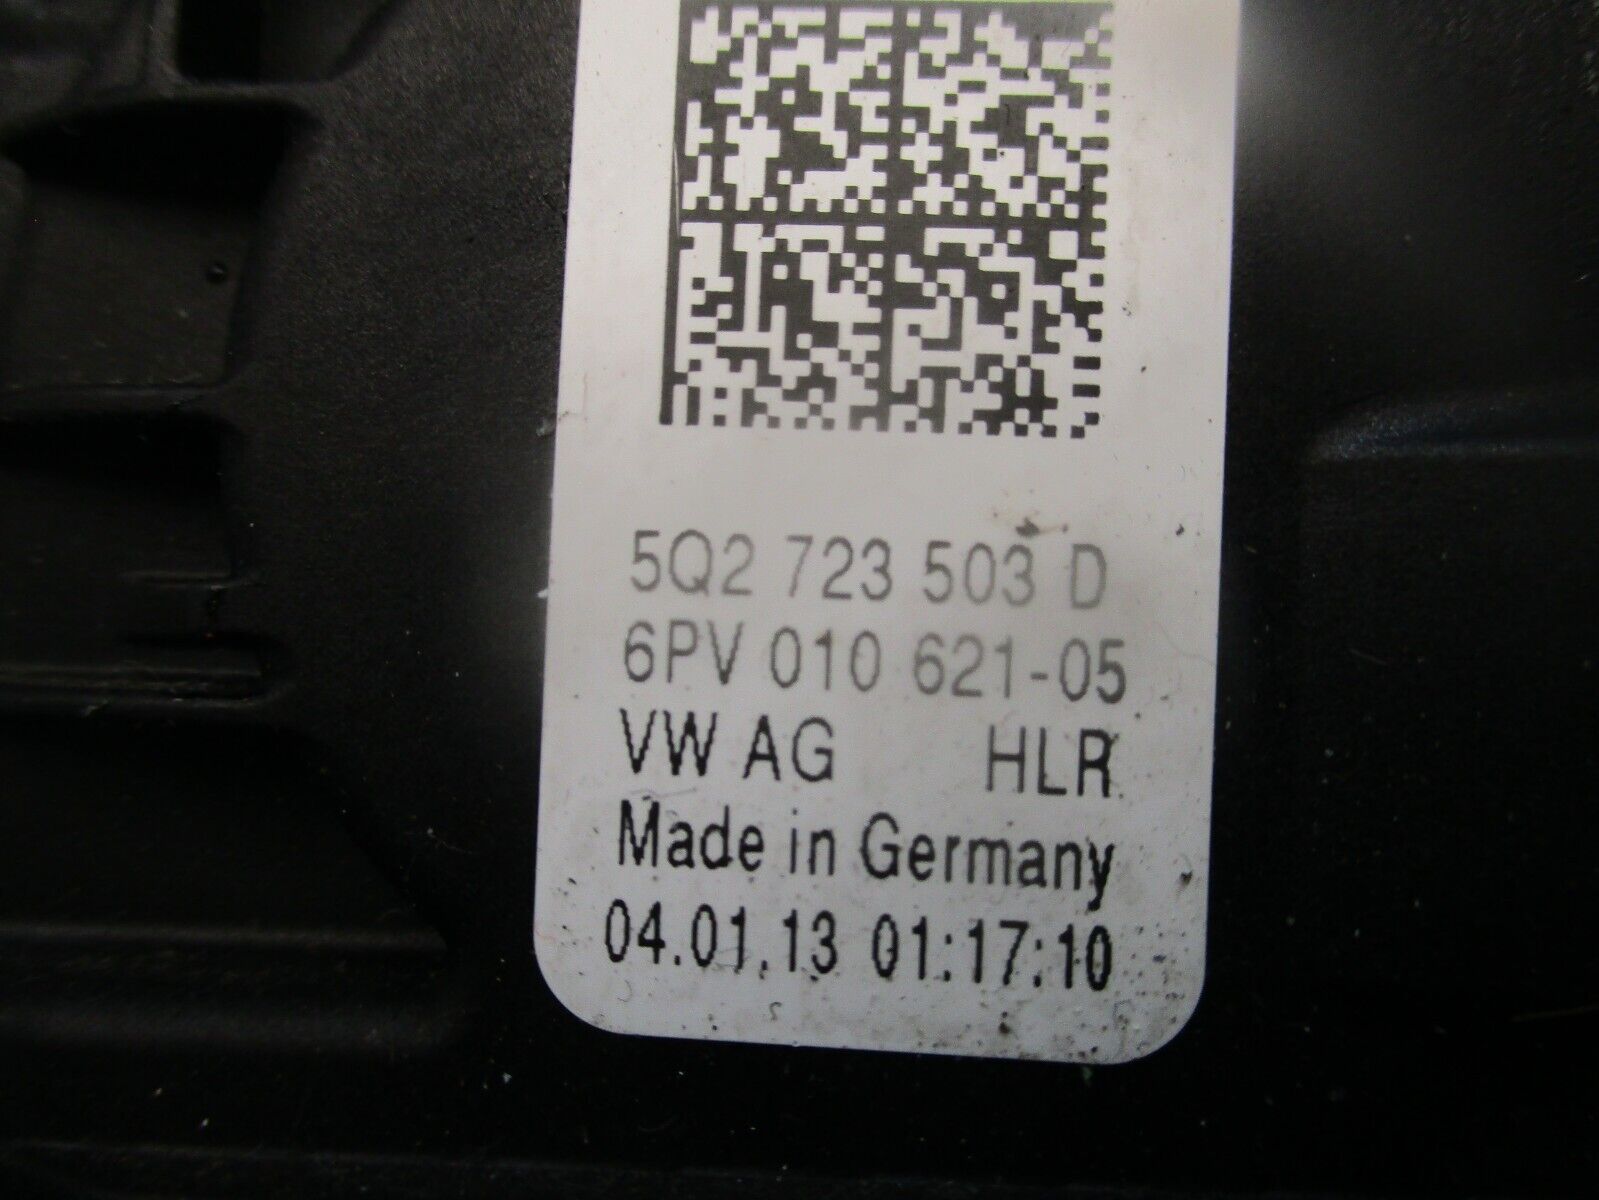 5Q2 723 503 D
6PV 010 621-05
VW AG HLR
Made in Germany
04.01.13 01:17:10